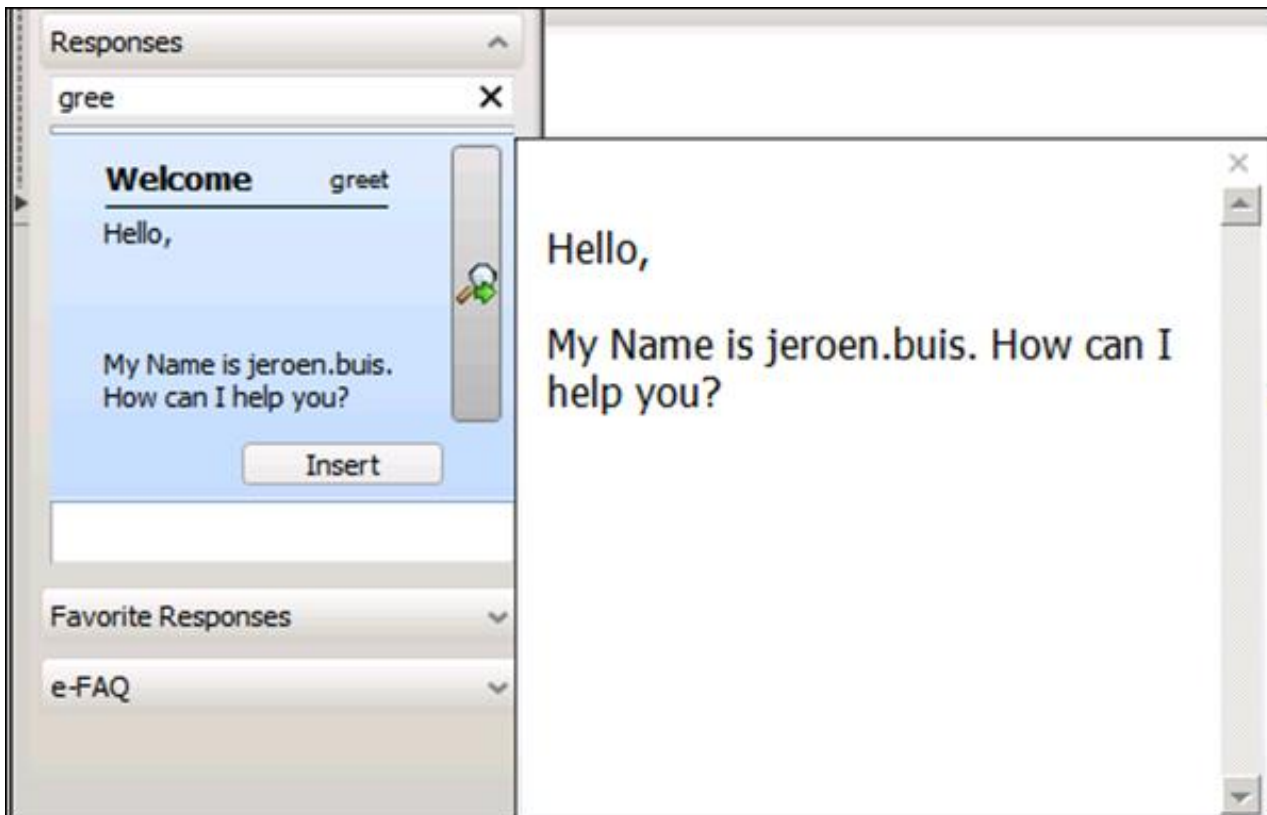 Responses
gree
Welcome greet
Hello,
My Name is jeroen.buis.
How can I help you?
Insert
Favorite Responses
e-FAQ
Hello,
My Name is jeroen.buis. How can I
help you?